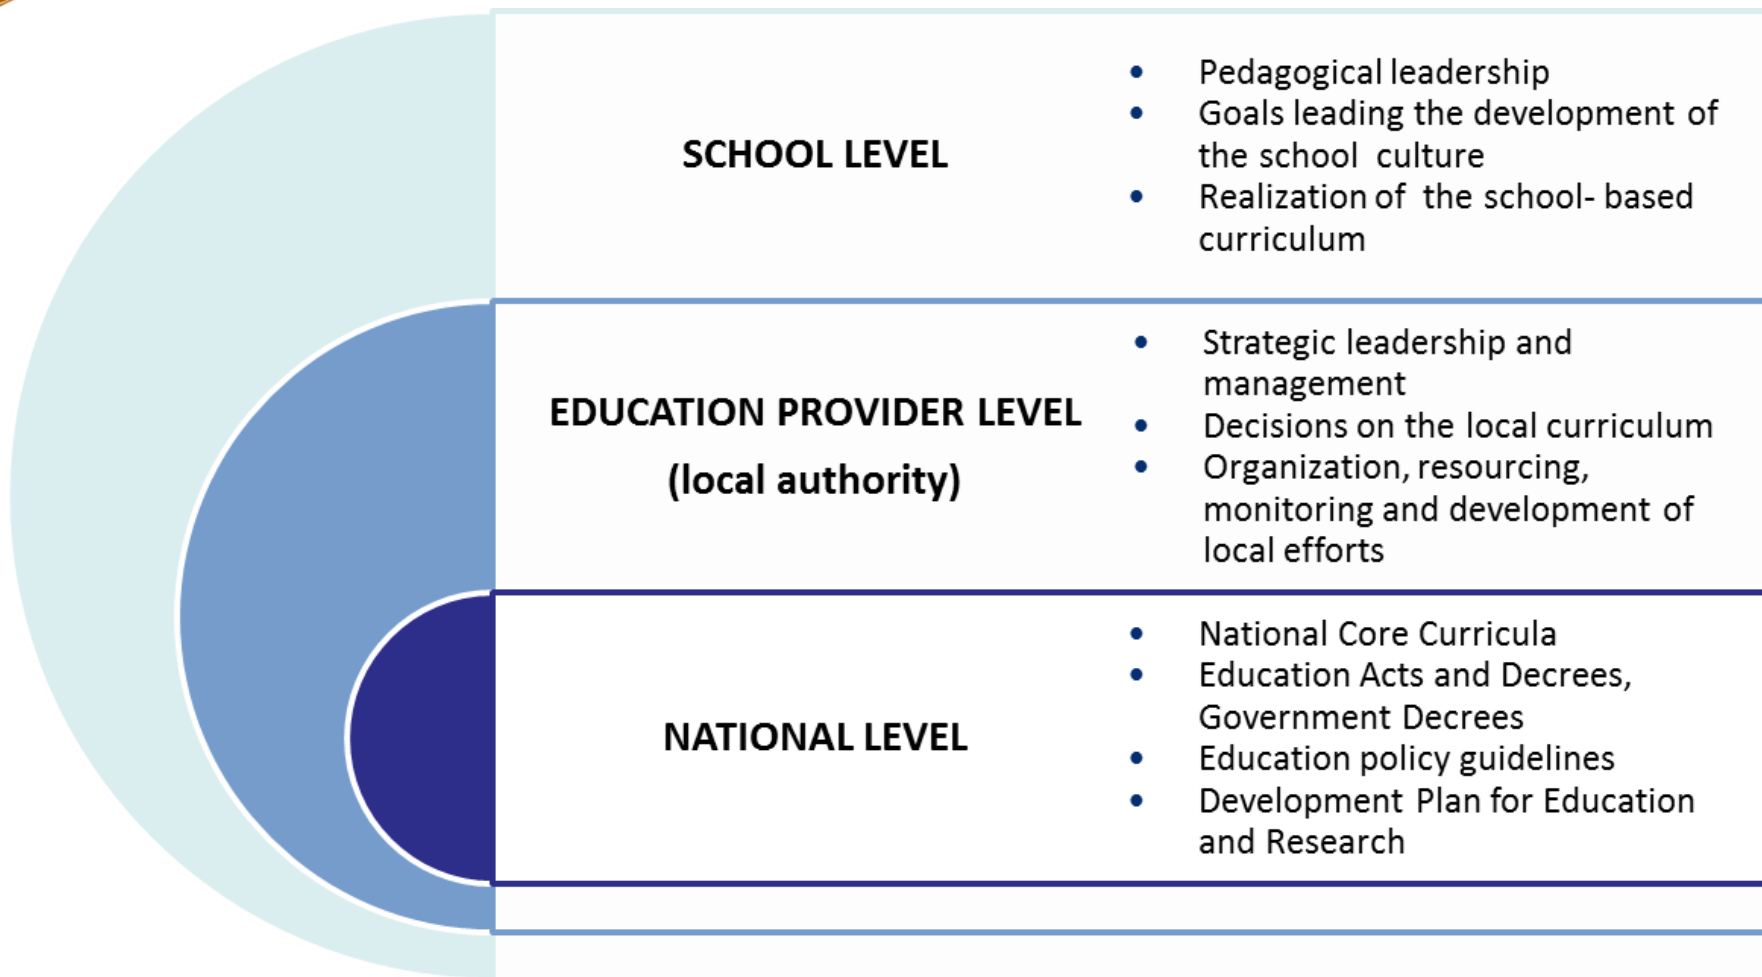 SCHOOL LEVEL
• Pedagogical leadership
• Goals leading the development of
the school culture
• Realization of the school- based
curriculum
EDUCATION PROVIDER LEVEL
(local authority)
• Strategic leadership and
management
• Decisions on the local curriculum
• Organization, resourcing,
monitoring and development of
local efforts
NATIONAL LEVEL
• National Core Curricula
• Education Acts and Decrees,
Government Decrees
• Education policy guidelines
• Development Plan for Education
and Research